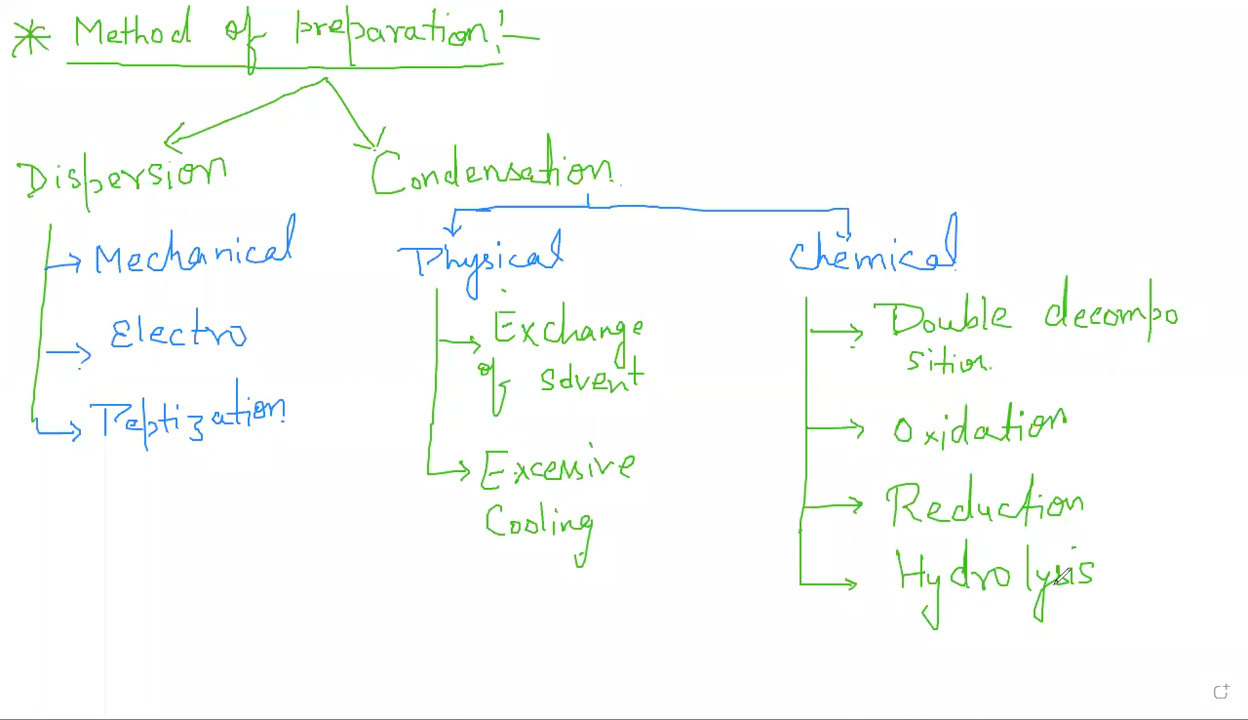 * Method of preparation:-
Dispersion
Condensation
Mechanical
Electro
Peptization
Physical
Exchange
of solvent
Excessive
Cooling
Chemical
Double decompo
sition
Oxidation
Reduction
Hydrolysis